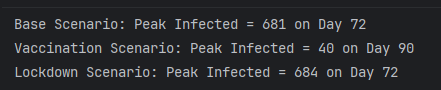 Base Scenario: Peak Infected = 681 on Day 72
Vaccination Scenario: Peak Infected = 40 on Day 90
Lockdown Scenario: Peak Infected = 684 on Day 72